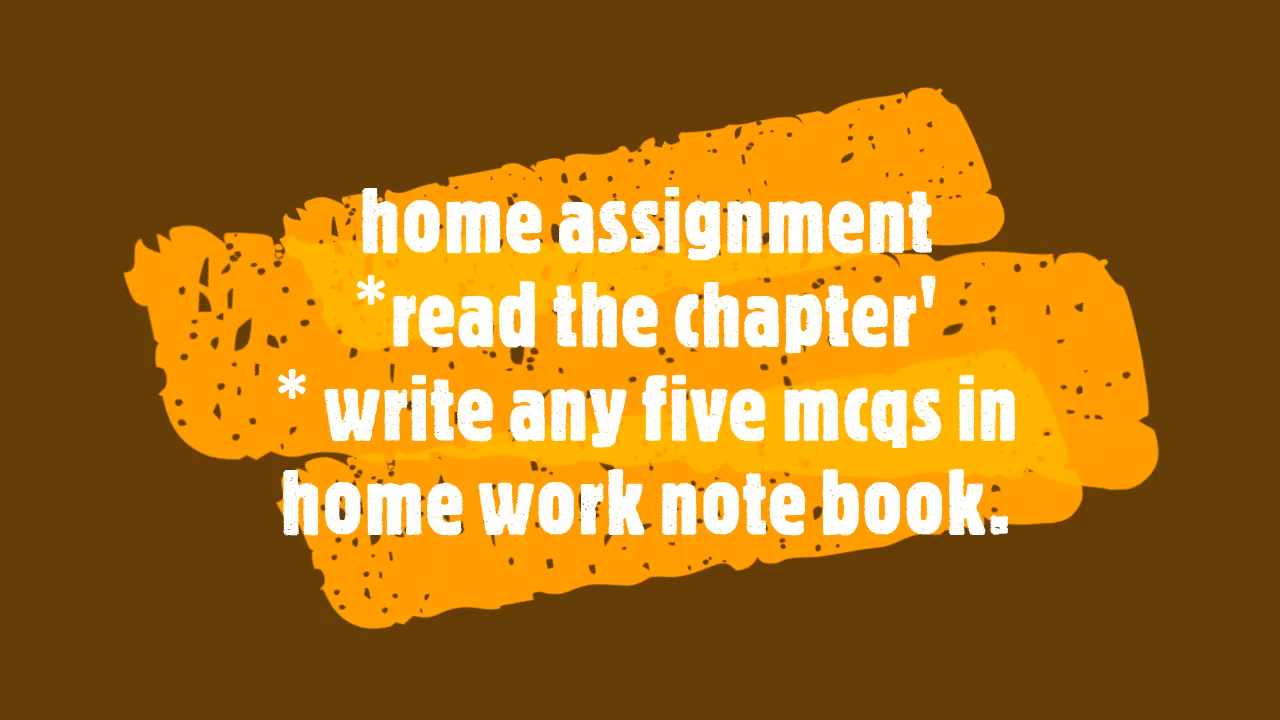 home assignment
*read the chapter'
* write any five mcqs in
home work note book.